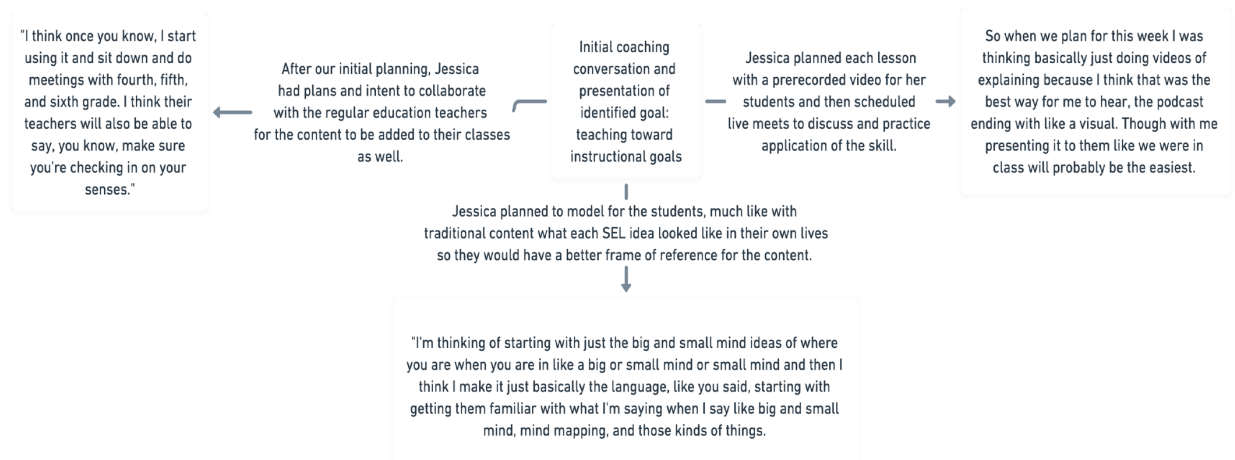 "I think once you know, I start
using it and sit down and do
meetings with fourth, fifth,
and sixth grade. I think their
teachers will also be able to
say, you know, make sure
you're checking in on your
senses."
After our initial planning, Jessica
had plans and intent to collaborate
with the regular education teachers
for the content to be added to their classes
as well.
Initial coaching
conversation and
presentation of
identified goal:
teaching toward
instructional goals
Jessica planned each lesson
with a prerecorded video for her
students and then scheduled
live meets to discuss and practice
application of the skill.
So when we plan for this week I was
thinking basically just doing videos of
explaining because I think that was the
best way for me to hear, the podcast
ending with like a visual. Though with me
presenting it to them like we were in
class will probably be the easiest.
Jessica planned to model for the students, much like with
traditional content what each SEL idea looked like in their own lives
so they would have a better frame of reference for the content.
"I'm thinking of starting with just the big and small mind ideas of where
you are when you are in like a big or small mind or small mind and then I
think I make it just basically the language, like you said, starting with
getting them familiar with what I'm saying when I say like big and small
mind, mind mapping, and those kinds of things.